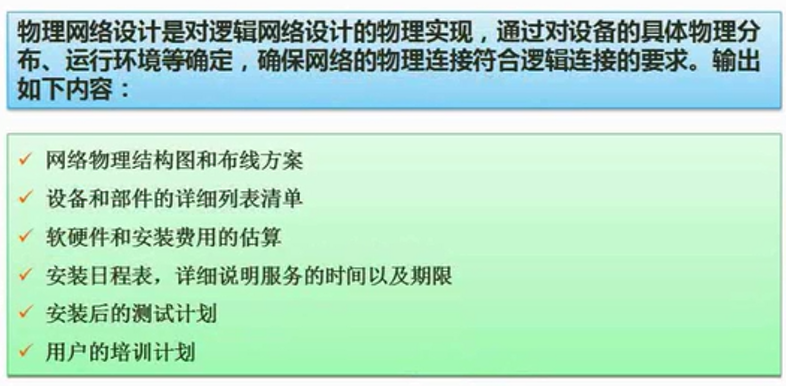 物理网络设计是对逻辑网络设计的物理实现，通过对设备的具体物理分
布、运行环境等确定，确保网络的物理连接符合逻辑连接的要求。输出
如下内容：
✓ 网络物理结构图和布线方案
✓ 设备和部件的详细列表清单
✓ 软硬件和安装费用的估算
✓ 安装日程表，详细说明服务的时间以及期限
✓ 安装后的测试计划
✓ 用户的培训计划